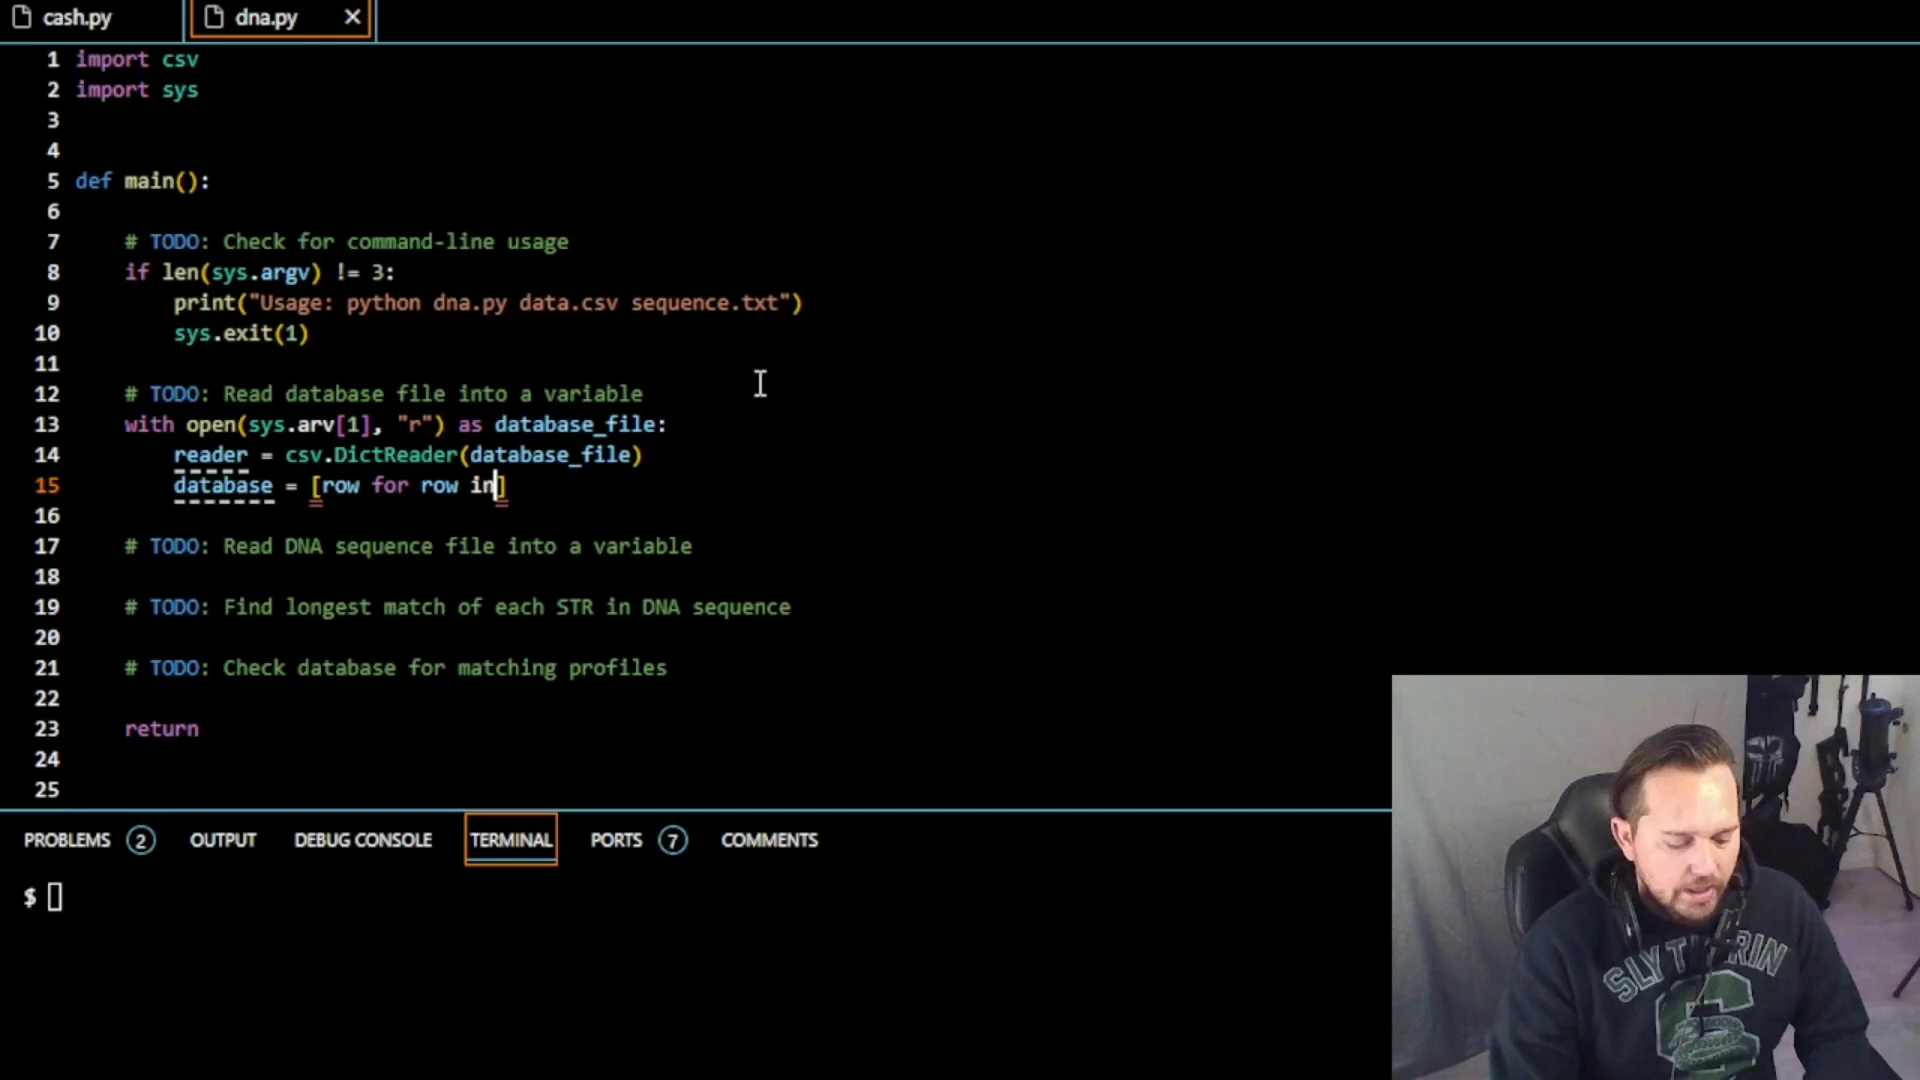 cash.py
dna.py
1 import csv
2 import sys
3
4
5 def main():
6
7 # TODO: Check for command-line usage
8 if len(sys.argv) != 3:
9 print("Usage: python dna.py data.csv sequence.txt")
10 sys.exit(1)
11
12 # TODO: Read database file into a variable
13 with open(sys.arv[1], "r") as database_file:
14 reader = csv.DictReader(database_file)
15 database = [row for row in]
16
17 # TODO: Read DNA sequence file into a variable
18
19 # TODO: Find longest match of each STR in DNA sequence
20
21 # TODO: Check database for matching profiles
22
23 return
24
25
PROBLEMS 2 OUTPUT DEBUG CONSOLE TERMINAL PORTS 7 COMMENTS
$
SLYTHERIN